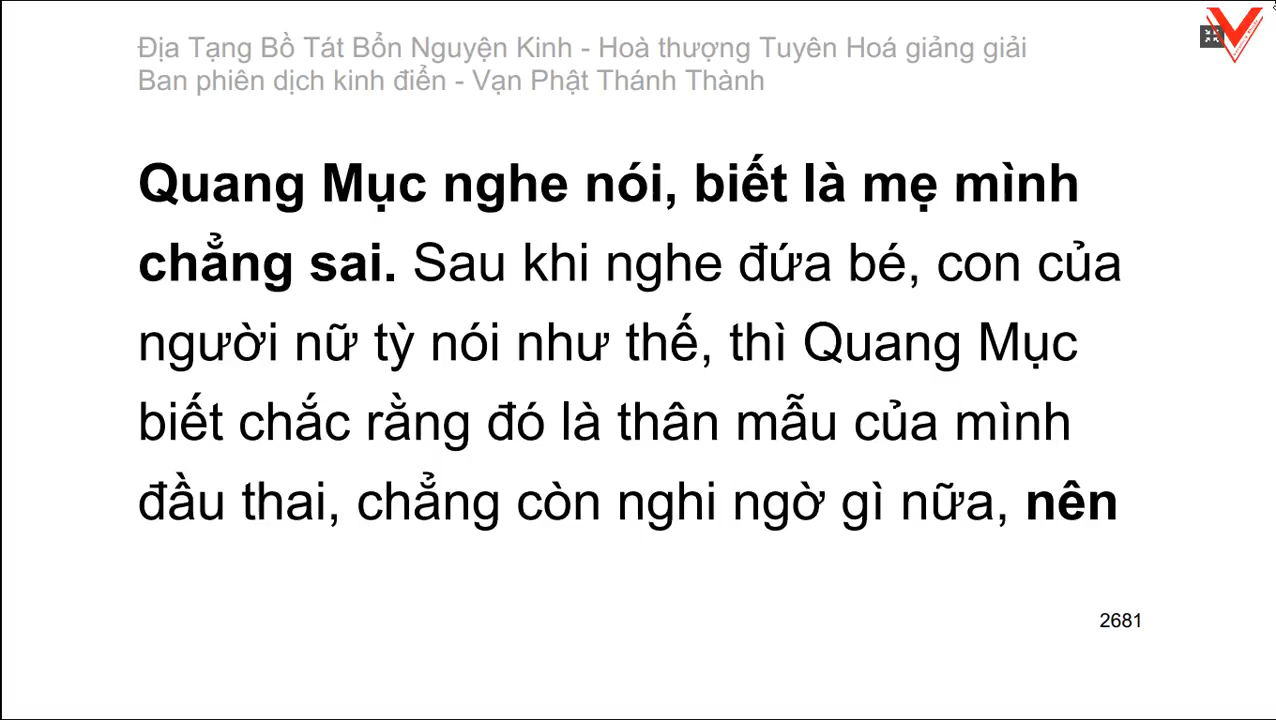 Địa Tạng Bồ Tát Bổn Nguyện Kinh - Hoà thượng Tuyên Hoá giảng giải
Ban phiên dịch kinh điển - Vạn Phật Thánh Thành
Quang Mục nghe nói, biết là mẹ mình
chẳng sai. Sau khi nghe đứa bé, con của
người nữ tỳ nói như thế, thì Quang Mục
biết chắc rằng đó là thân mẫu của mình
đầu thai, chẳng còn nghi ngờ gì nữa, nên
2681